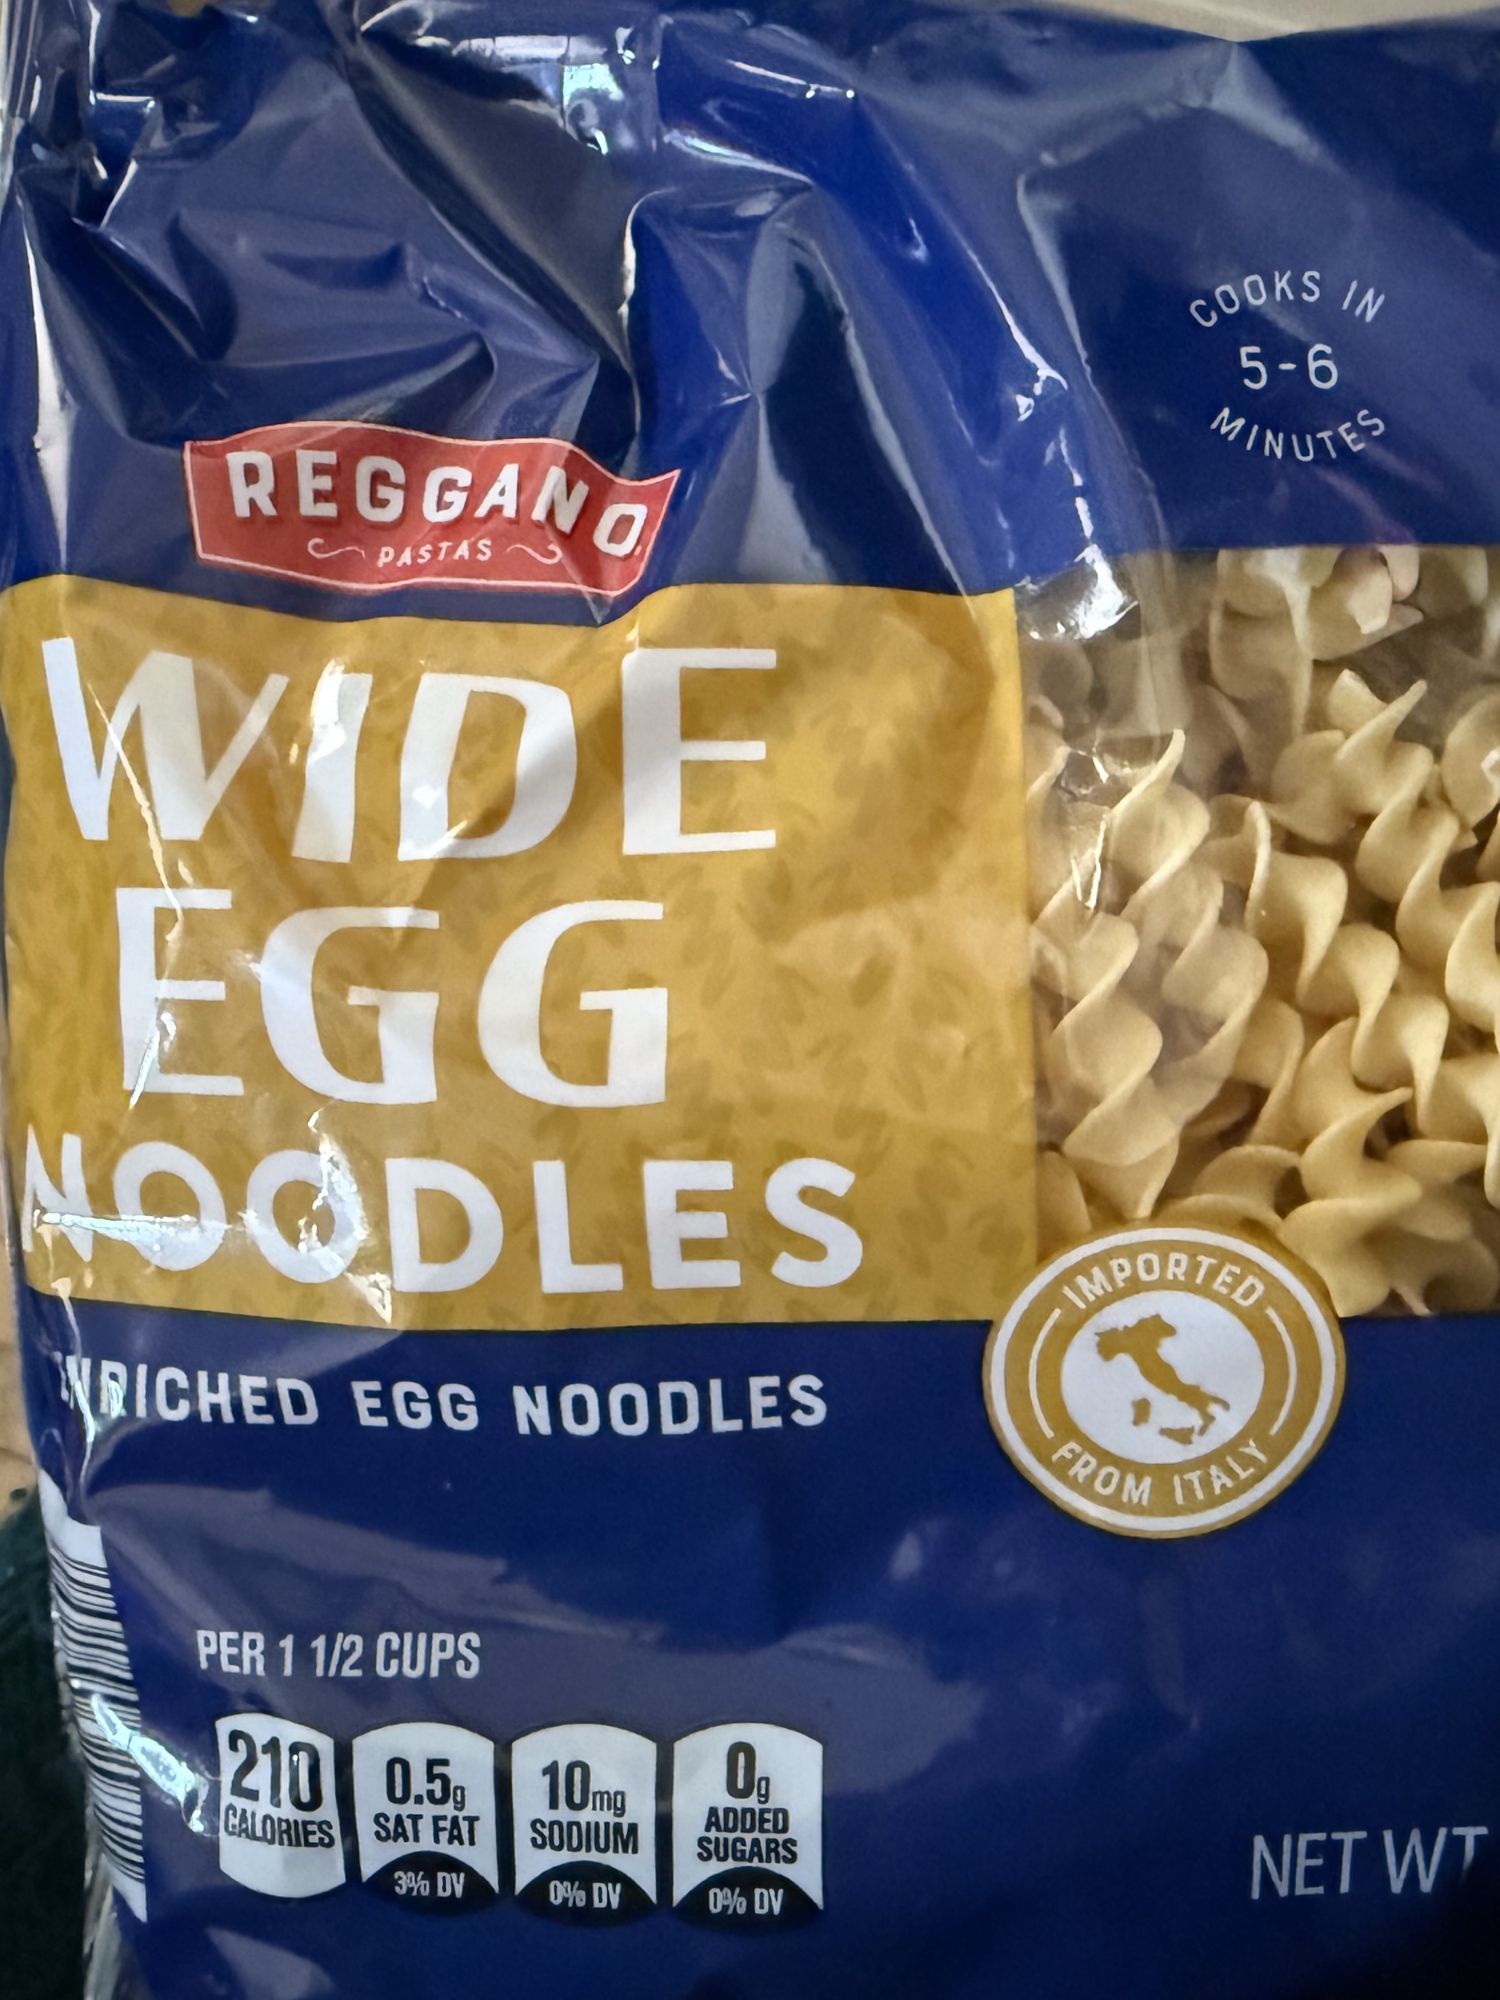 COOKS IN
5-6
MINUTES
REGGANO
PASTAS
WIDE
EGG
NOODLES
ENRICHED EGG NOODLES
IMPORTED
FROM ITALY
PER 1 1/2 CUPS
210
CALORIES
0.5g
SAT FAT
3% DV
10mg
SODIUM
0% DV
0g
ADDED
SUGARS
0% DV
NET WT